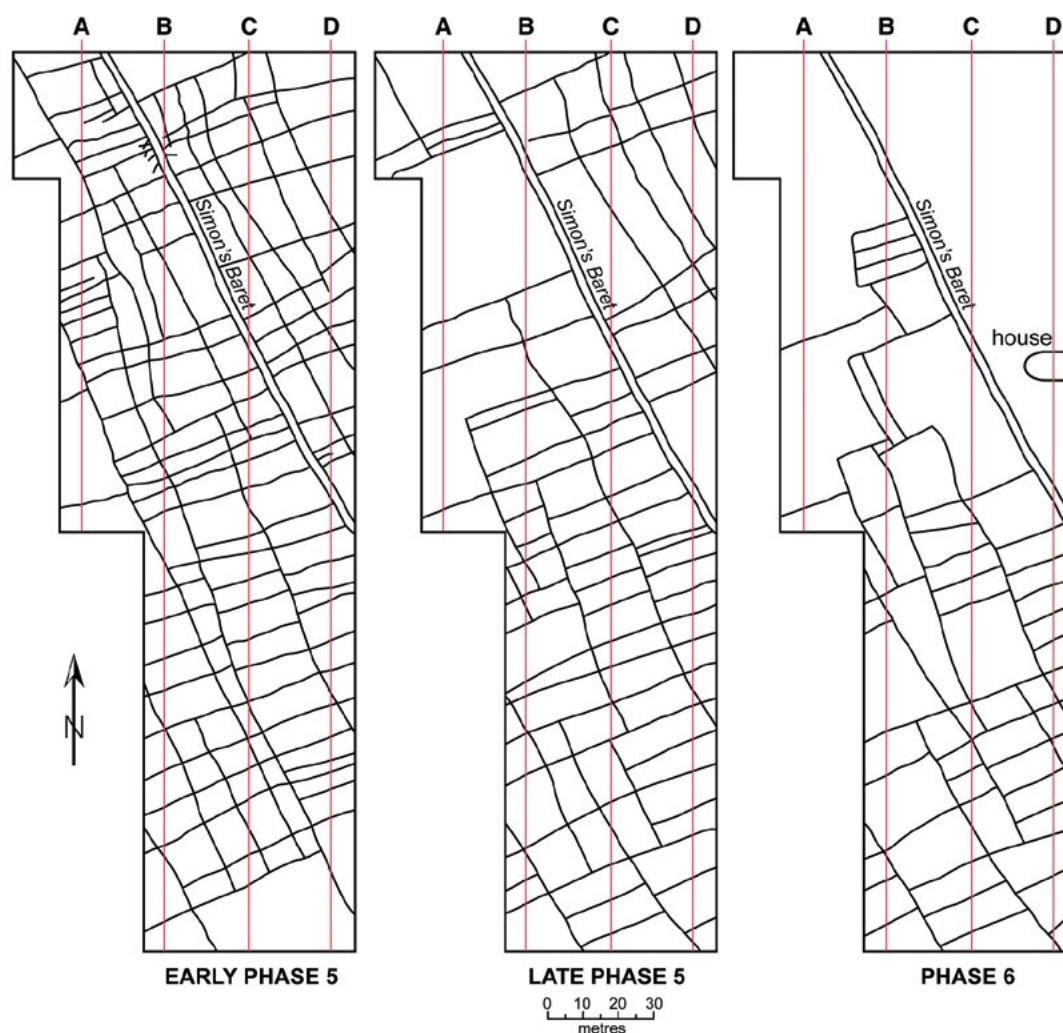 A B C D A B C D A B C D
Simon's Baret
Simon's Baret
Simon's Baret
house
N
EARLY PHASE 5
LATE PHASE 5
PHASE 6
0 10 20 30
metres